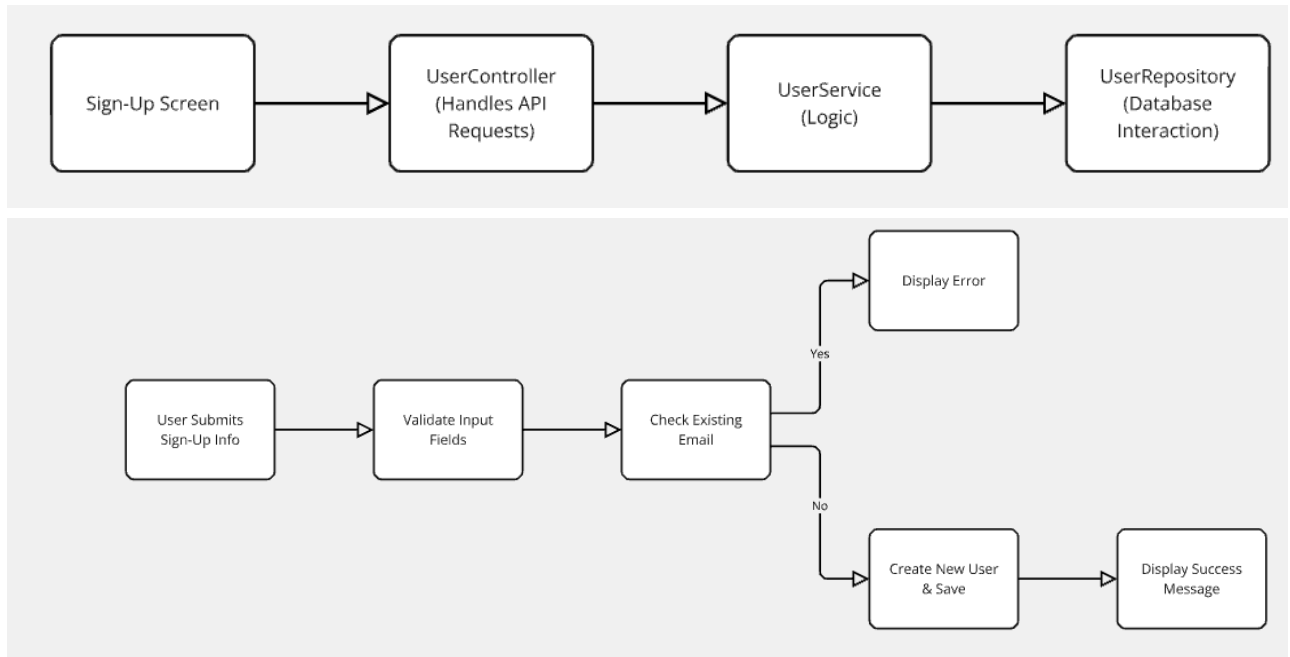 Sign-Up Screen
UserController
(Handles API
Requests)
UserService
(Logic)
UserRepository
(Database
Interaction)
User Submits
Sign-Up Info
Validate Input
Fields
Check Existing
Email
Yes
Display Error
No
Create New User
& Save
Display Success
Message